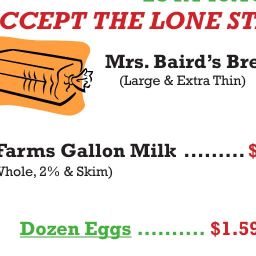 CCEPT THE LONE ST
Mrs. Baird's Bre
(Large & Extra Thin)
Farms Gallon Milk ......... $
Whole, 2% & Skim)
Dozen Eggs .......... $1.59